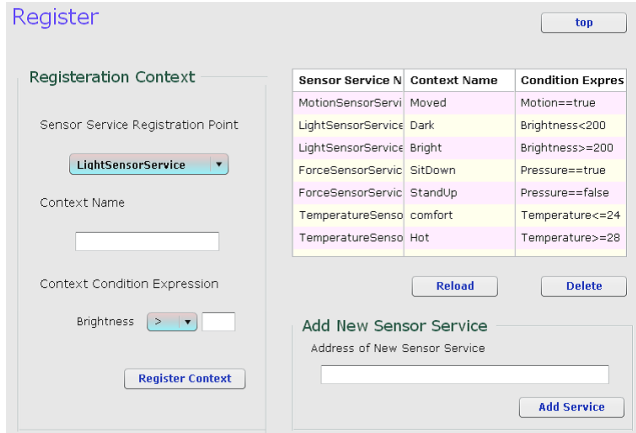 Register
top
Registeration Context
Sensor Service Registration Point
LightSensorService
Context Name
Context Condition Expression
Brightness >
Register Context
Sensor Service N Context Name Condition Expres
MotionSensorServi Moved Motion==true
LightSensorService Dark Brightness<200
LightSensorService Bright Brightness>=200
ForceSensorServic SitDown Pressure==true
ForceSensorServic StandUp Pressure==false
TemperatureSenso comfort Temperature<=24
TemperatureSenso Hot Temperature>=28
Reload Delete
Add New Sensor Service
Address of New Sensor Service
Add Service